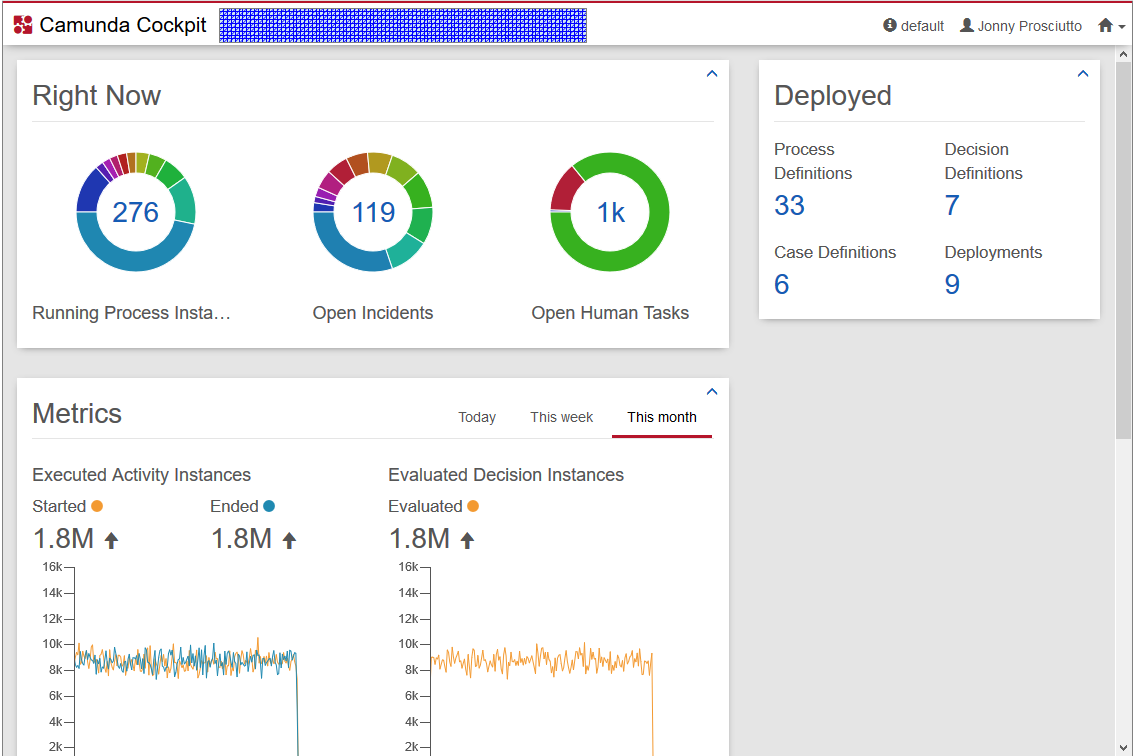 Camunda Cockpit
default Jonny Prosciutto
Right Now
276 119 1k
Running Process Insta… Open Incidents Open Human Tasks
Deployed
Process Definitions
33
Decision Definitions
7
Case Definitions
6
Deployments
9
Metrics
Today This week This month
Executed Activity Instances
Started Ended
1.8M 1.8M
16k
14k
12k
10k
8k
6k
4k
2k
Evaluated Decision Instances
Evaluated
1.8M
16k
14k
12k
10k
8k
6k
4k
2k